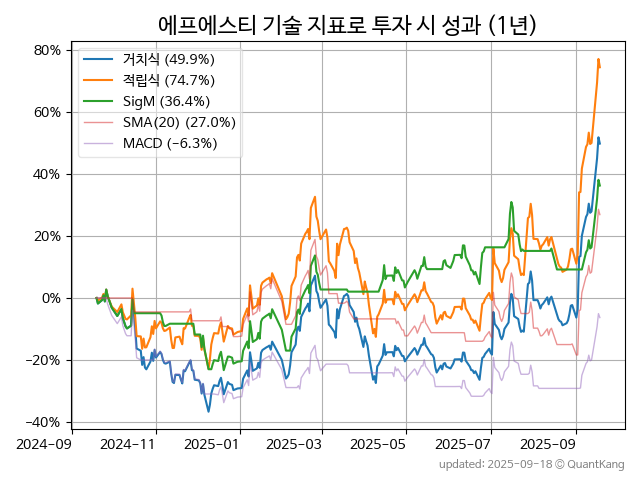 에프에스티 기술 지표로 투자 시 성과 (1년)
80%
60%
40%
20%
0%
−20%
−40%
거치식 (49.9%)
적립식 (74.7%)
SigM (36.4%)
SMA(20) (27.0%)
MACD (−6.3%)
2024-09
2024-11
2025-01
2025-03
2025-05
2025-07
2025-09
updated: 2025-09-18 © QuantKang